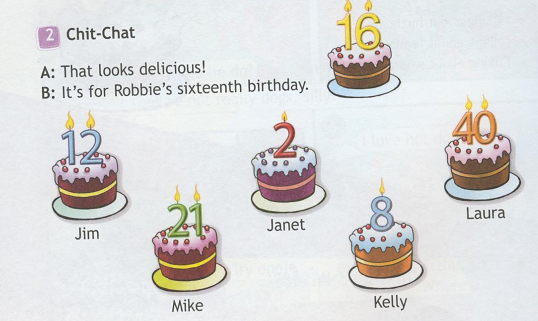 2 Chit-Chat
16
A: That looks delicious!
B: It's for Robbie's sixteenth birthday.
12
2
40
Jim
21
Janet
8
Laura
Mike
Kelly